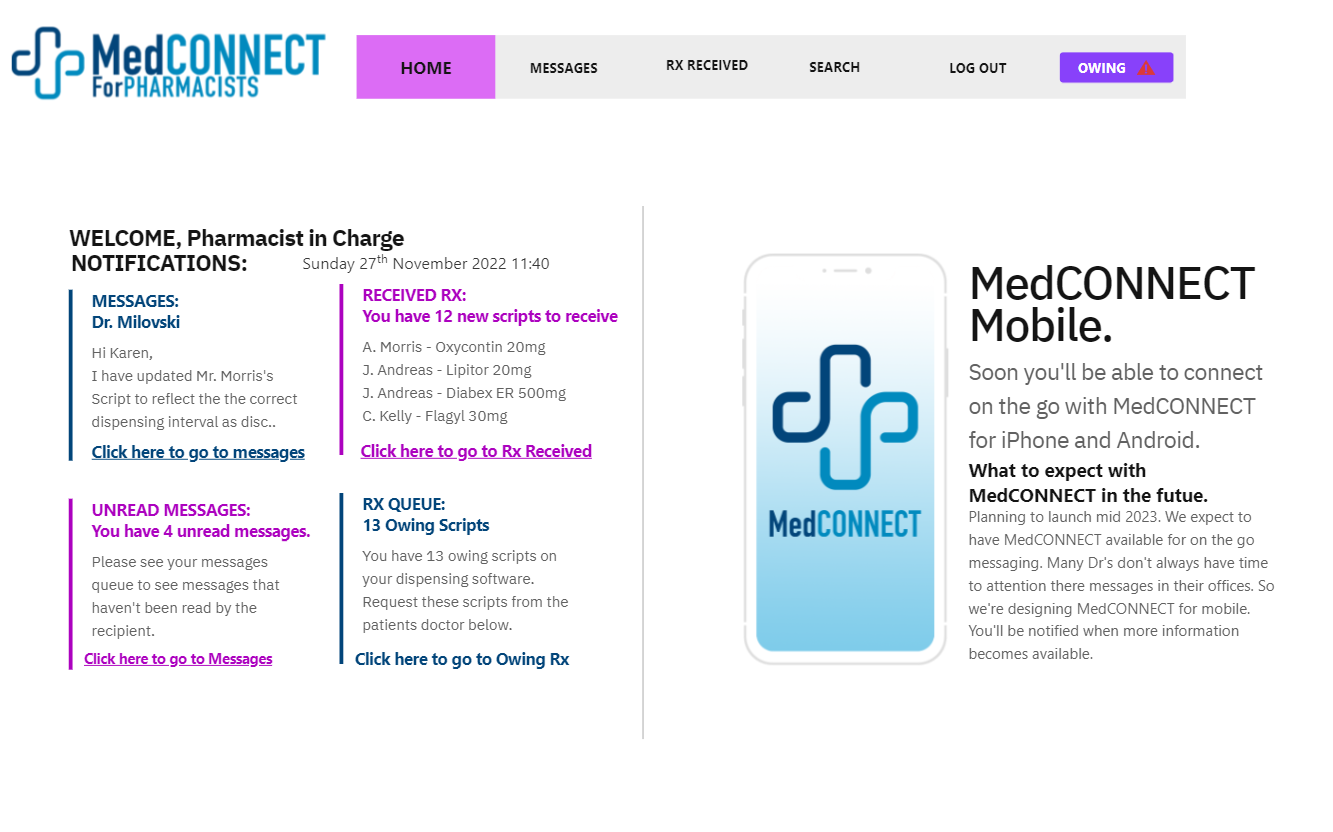 MedCONNECT
ForPHARMACISTS
HOME
MESSAGES
RX RECEIVED
SEARCH
LOG OUT
OWING
WELCOME, Pharmacist in Charge
NOTIFICATIONS:
Sunday 27th November 2022 11:40
MESSAGES:
Dr. Milovski
Hi Karen,
I have updated Mr. Morris's
Script to reflect the the correct
dispensing interval as disc..
Click here to go to messages
RECEIVED RX:
You have 12 new scripts to receive
A. Morris - Oxycontin 20mg
J. Andreas - Lipitor 20mg
J. Andreas - Diabex ER 500mg
C. Kelly - Flagyl 30mg
Click here to go to Rx Received
UNREAD MESSAGES:
You have 4 unread messages.
Please see your messages
queue to see messages that
haven't been read by the
recipient.
Click here to go to Messages
RX QUEUE:
13 Owing Scripts
You have 13 owing scripts on
your dispensing software.
Request these scripts from the
patients doctor below.
Click here to go to Owing Rx
MedCONNECT
MedCONNECT
Mobile.
Soon you'll be able to connect
on the go with MedCONNECT
for iPhone and Android.
What to expect with
MedCONNECT in the futue.
Planning to launch mid 2023. We expect to
have MedCONNECT available for on the go
messaging. Many Dr's don't always have time
to attention there messages in their offices. So
we're designing MedCONNECT for mobile.
You'll be notified when more information
becomes available.